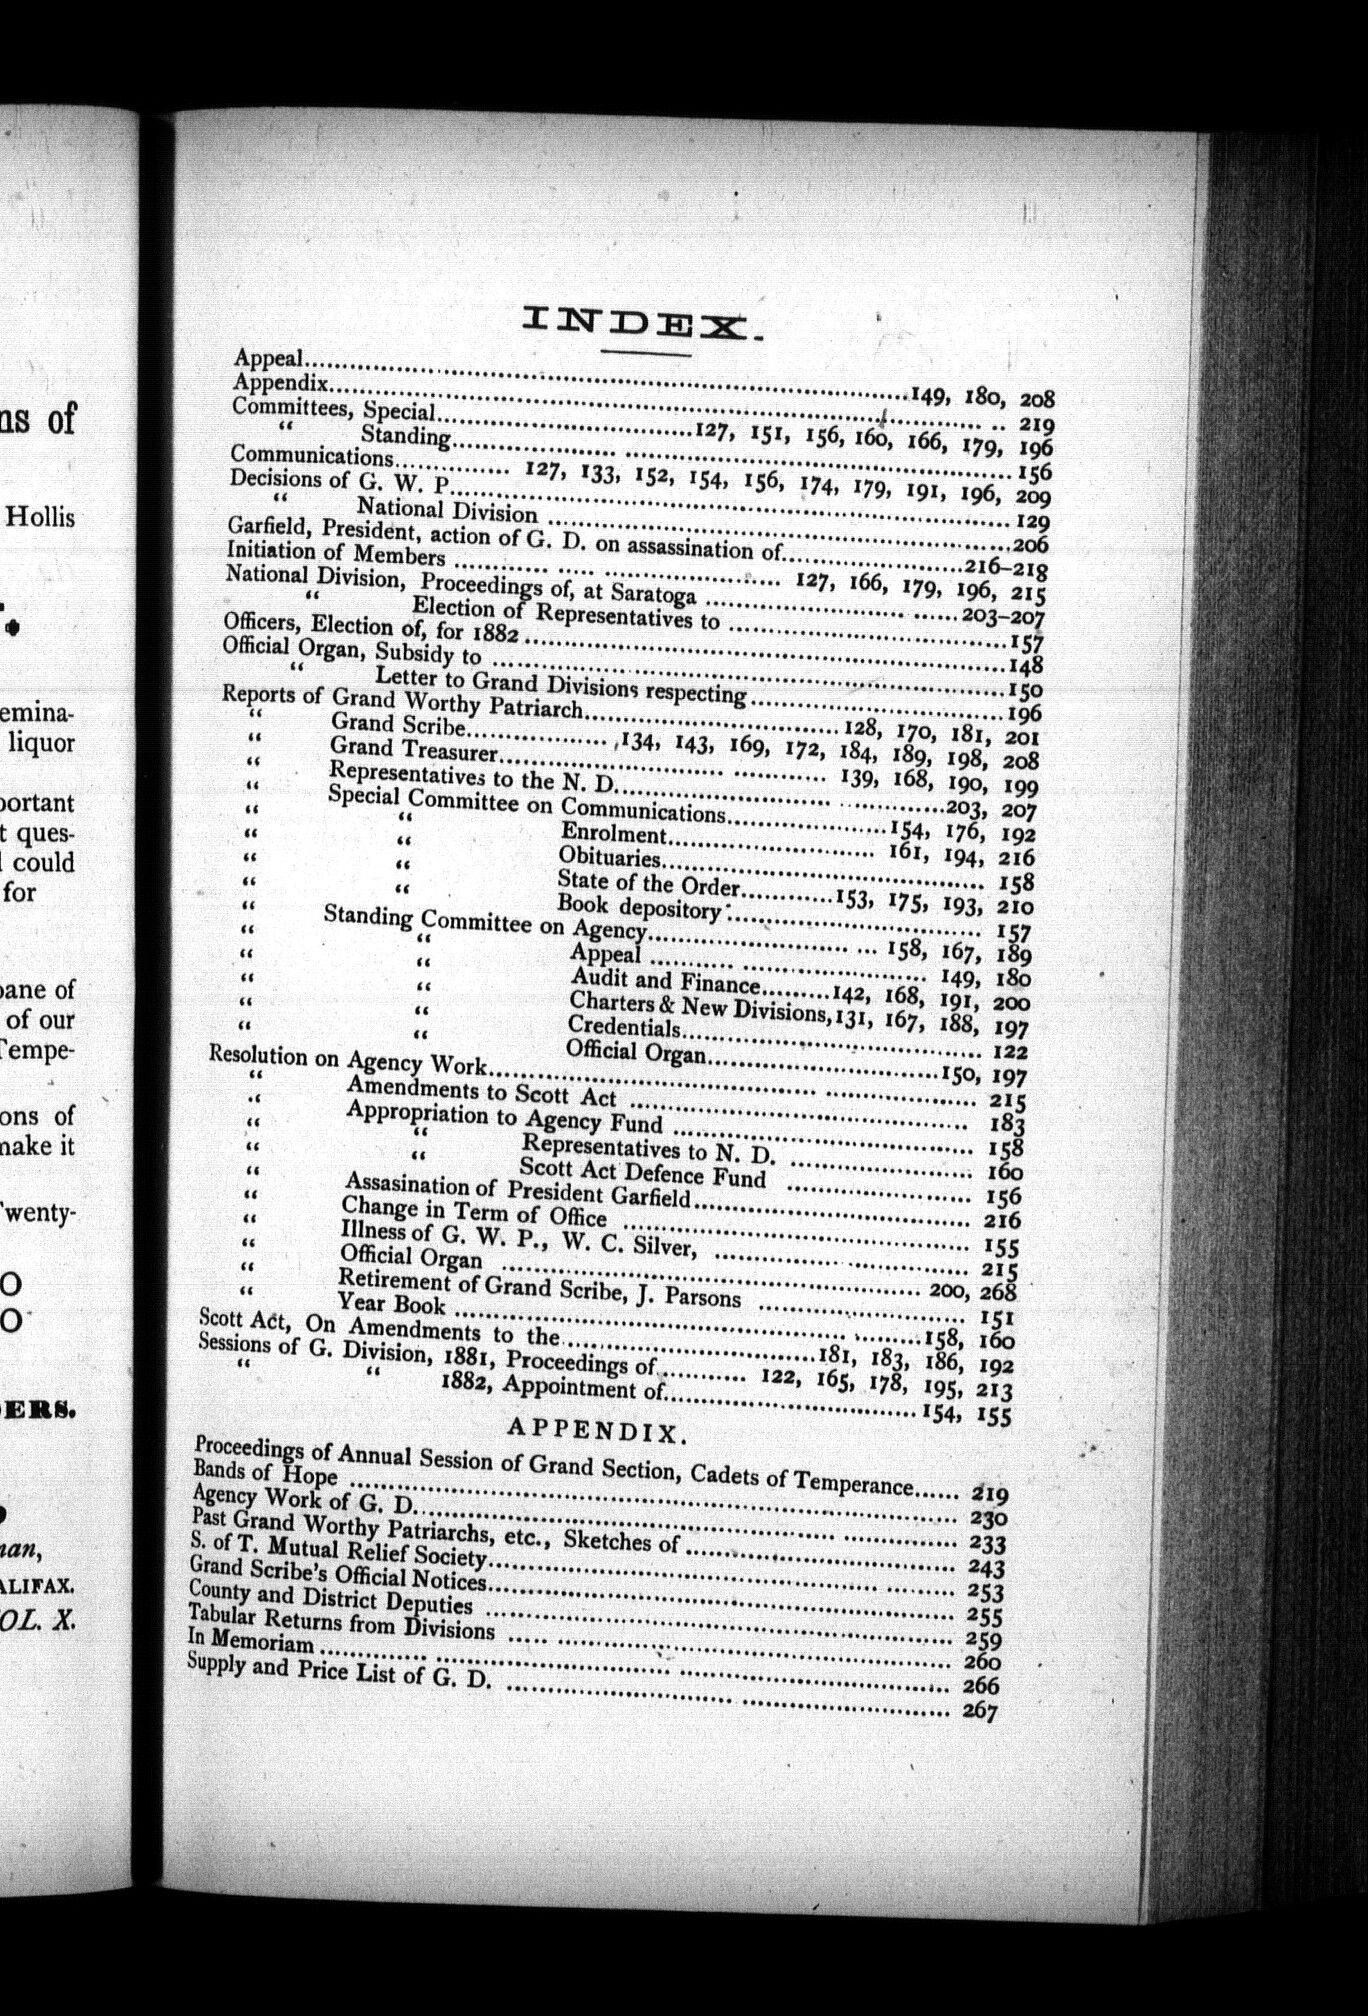 ns of
Hollis
emina-
liquor
portant
t ques-
could
for
bane of
of our
Tempe-
ons of
make it
Twenty-
O
O
DERS.
man,
ALIFAX.
OL. X.
INDEX.
Appeal.......149, 180, 208
Appendix....... 219
Committees, Special.......127, 151, 156, 160, 166, 179, 196
" Standing.......156
Communications....... 127, 133, 152, 154, 156, 174, 179, 191, 196, 209
Decisions of G. W. P.......129
" National Division .......206
Garfield, President, action of G. D. on assassination of.......216–218
Initiation of Members ....... 127, 166, 179, 196, 215
National Division, Proceedings of, at Saratoga .......203–207
" Election of Representatives to .......157
Officers, Election of, for 1882 .......148
Official Organ, Subsidy to .......150
" Letter to Grand Divisions respecting.......196
Reports of Grand Worthy Patriarch.......128, 170, 181, 201
" Grand Scribe.......134, 143, 169, 172, 184, 189, 198, 208
" Grand Treasurer....... 139, 168, 190, 199
" Representatives to the N. D.......203, 207
" Special Committee on Communications.......154, 176, 192
" " Enrolment....... 161, 194, 216
" " Obituaries....... 158
" " State of the Order.......153, 175, 193, 210
" " Book depository....... 157
" Standing Committee on Agency....... 158, 167, 189
" " Appeal ....... 149, 180
" " Audit and Finance.......142, 168, 191, 200
" " Charters & New Divisions, 131, 167, 188, 197
" " Credentials....... 122
" " Official Organ.......150, 197
Resolution on Agency Work....... 215
" Amendments to Scott Act ....... 183
" Appropriation to Agency Fund ....... 158
" " Representatives to N. D. ....... 160
" " Scott Act Defence Fund ....... 156
" Assasination of President Garfield....... 216
" Change in Term of Office ....... 155
" Illness of G. W. P., W. C. Silver, ....... 215
" Official Organ ....... 200, 268
" Retirement of Grand Scribe, J. Parsons ....... 151
" Year Book .......158, 160
Scott Act, On Amendments to the.......181, 183, 186, 192
Sessions of G. Division, 1881, Proceedings of....... 122, 165, 178, 195, 213
" " 1882, Appointment of.......154, 155
APPENDIX.
Proceedings of Annual Session of Grand Section, Cadets of Temperance...... 219
Bands of Hope ....... 230
Agency Work of G. D....... 233
Past Grand Worthy Patriarchs, etc., Sketches of ....... 243
S. of T. Mutual Relief Society....... 253
Grand Scribe's Official Notices....... 255
County and District Deputies ....... 259
Tabular Returns from Divisions ....... 260
In Memoriam ....... 266
Supply and Price List of G. D. ....... 267